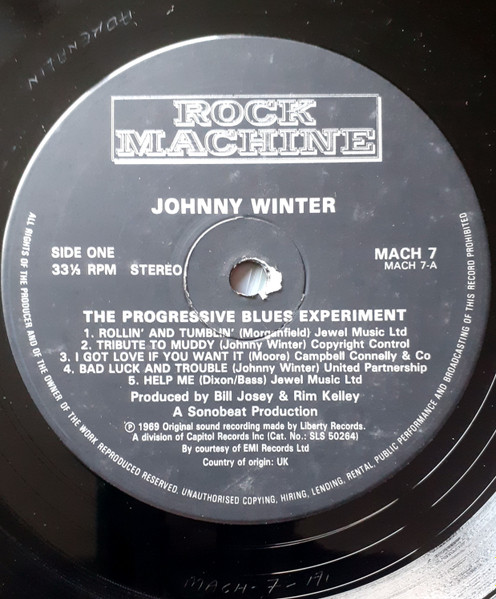 ROCK
MACHINE
JOHNNY WINTER
SIDE ONE
33⅓ RPM STEREO
MACH 7
MACH 7-A
THE PROGRESSIVE BLUES EXPERIMENT
1. ROLLIN' AND TUMBLIN' (Morganfield) Jewel Music Ltd
2. TRIBUTE TO MUDDY (Johnny Winter) Copyright Control
3. I GOT LOVE IF YOU WANT IT (Moore) Campbell Connelly & Co
4. BAD LUCK AND TROUBLE (Johnny Winter) United Partnership
5. HELP ME (Dixon/Bass) Jewel Music Ltd
Produced by Bill Josey & Rim Kelley
A Sonobeat Production
Ⓟ 1969 Original sound recording made by Liberty Records.
A division of Capitol Records Inc (Cat. No.: SLS 50264)
By courtesy of EMI Records Ltd
Country of origin: UK
ALL RIGHTS OF THE PRODUCER AND OF THE OWNER OF THE WORK REPRODUCED RESERVED. UNAUTHORISED COPYING, HIRING, LENDING, RENTAL, PUBLIC PERFORMANCE AND BROADCASTING OF THIS RECORD PROHIBITED
MACH-7-A1